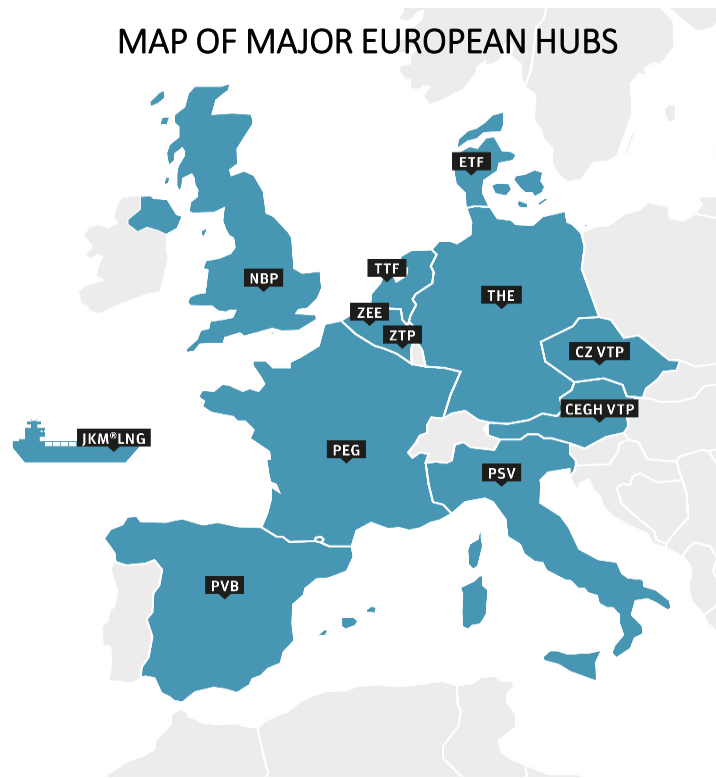 MAP OF MAJOR EUROPEAN HUBS
ETF
TTF
NBP
THE
ZEE
ZTP
CZ VTP
CEGH VTP
JKM®LNG
PEG
PSV
PVB